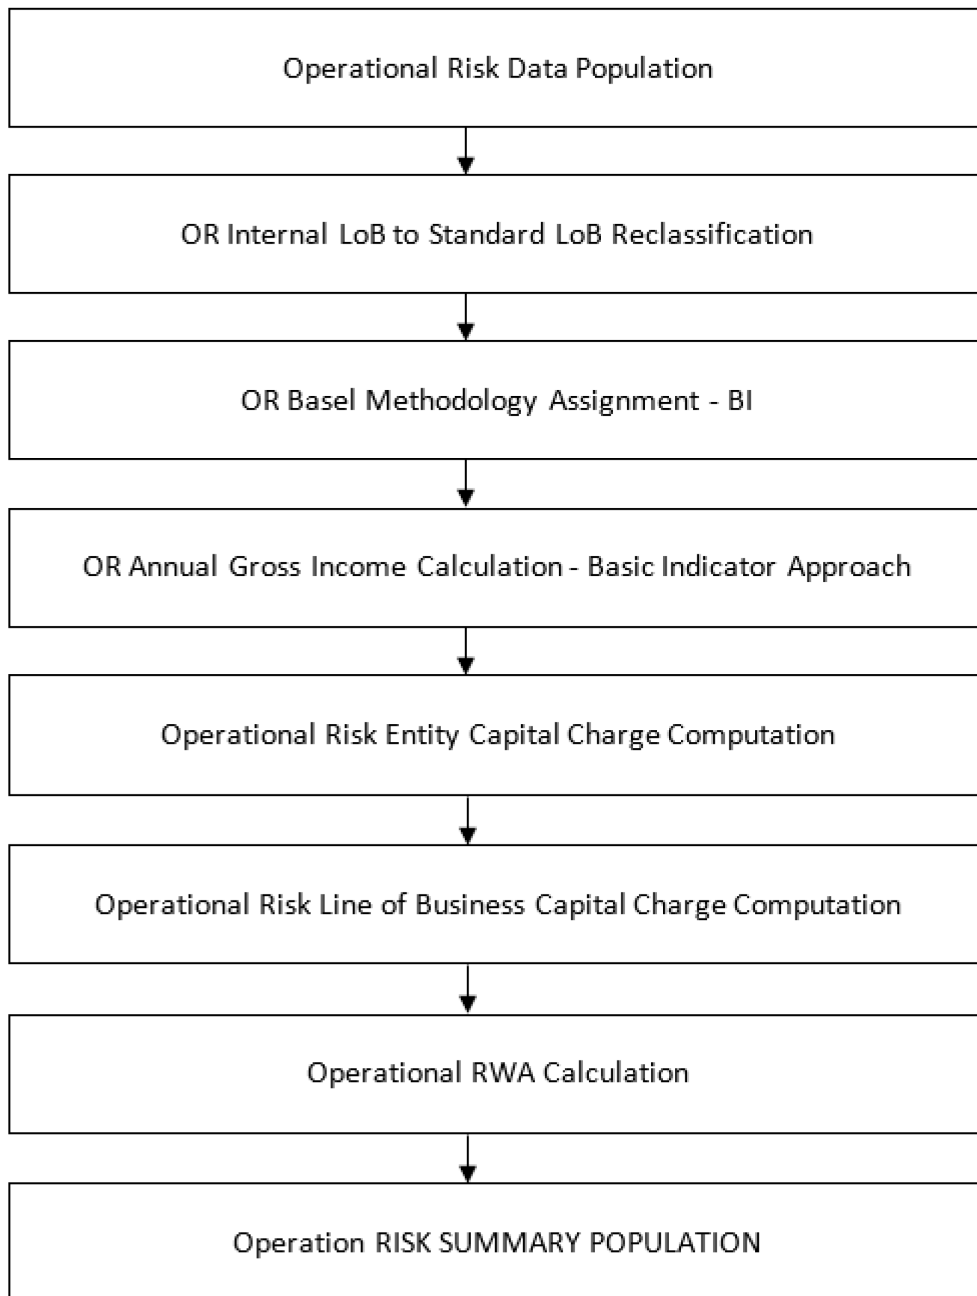 Operational Risk Data Population
OR Internal LoB to Standard LoB Reclassification
OR Basel Methodology Assignment - BI
OR Annual Gross Income Calculation - Basic Indicator Approach
Operational Risk Entity Capital Charge Computation
Operational Risk Line of Business Capital Charge Computation
Operational RWA Calculation
Operation RISK SUMMARY POPULATION